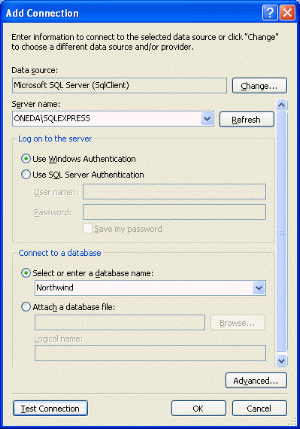 Add Connection
Enter information to connect to the selected data source or click "Change"
to choose a different data source and/or provider.
Data source:
Microsoft SQL Server (SqlClient)
Change...
Server name:
ONEDA\SQLEXPRESS
Refresh
Log on to the server
Use Windows Authentication
Use SQL Server Authentication
User name:
Password:
Save my password
Connect to a database
Select or enter a database name:
Northwind
Attach a database file:
Browse...
Logical name:
Advanced...
Test Connection
OK
Cancel